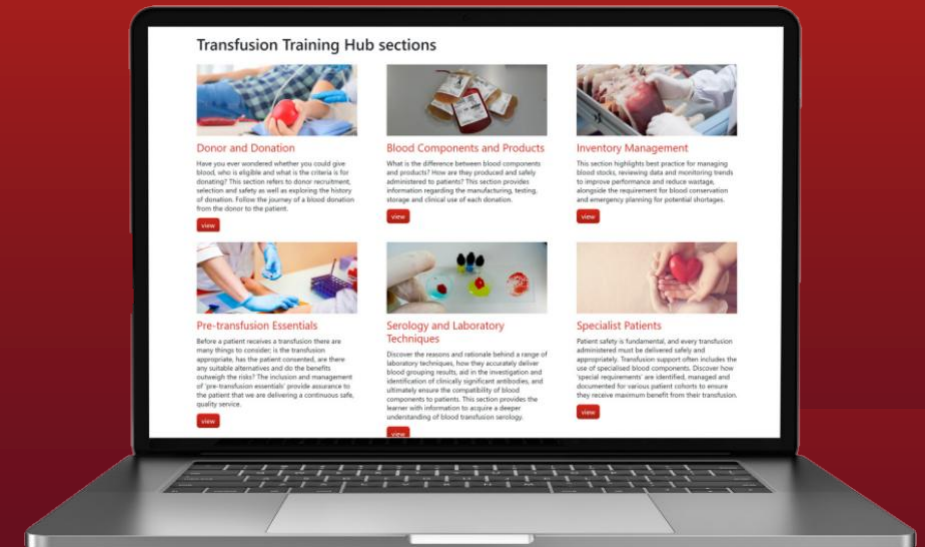 Transfusion Training Hub sections
Donor and Donation
Have you ever wondered whether you could give
blood, who is eligible and what is the criteria is for
donating? This section refers to donor recruitment,
selection and safety as well as exploring the history
of donation. Follow the journey of a blood donation
from the donor to the patient.
view
Blood Components and Products
What is the difference between blood components
and products? How are they produced and safely
administered to patients? This section provides
information regarding the manufacturing, testing,
storage and clinical use of each donation.
view
Inventory Management
This section highlights best practice for managing
blood stocks, reviewing data and monitoring trends
to improve performance and reduce wastage,
alongside the requirement for blood conservation
and emergency planning for potential shortages.
view
Pre-transfusion Essentials
Before a patient receives a transfusion there are
many things to consider; is the transfusion
appropriate, has the patient consented, are there
any suitable alternatives and do the benefits
outweigh the risks? The inclusion and management
of 'pre-transfusion essentials' provide assurance to
the patient that we are delivering a continuous safe,
quality service.
view
Serology and Laboratory
Techniques
Discover the reasons and rationale behind a range of
laboratory techniques, how they accurately deliver
blood grouping results, aid in the investigation and
identification of clinically significant antibodies, and
ultimately ensure the compatibility of blood
components to patients. This section provides the
learner with information to acquire a deeper
understanding of blood transfusion serology.
view
Specialist Patients
Patient safety is fundamental, and every transfusion
administered must be delivered safely and
appropriately. Transfusion support often includes the
use of specialised blood components. Discover how
'special requirements' are identified, managed and
documented for various patient cohorts to ensure
they receive maximum benefit from their transfusion.
view